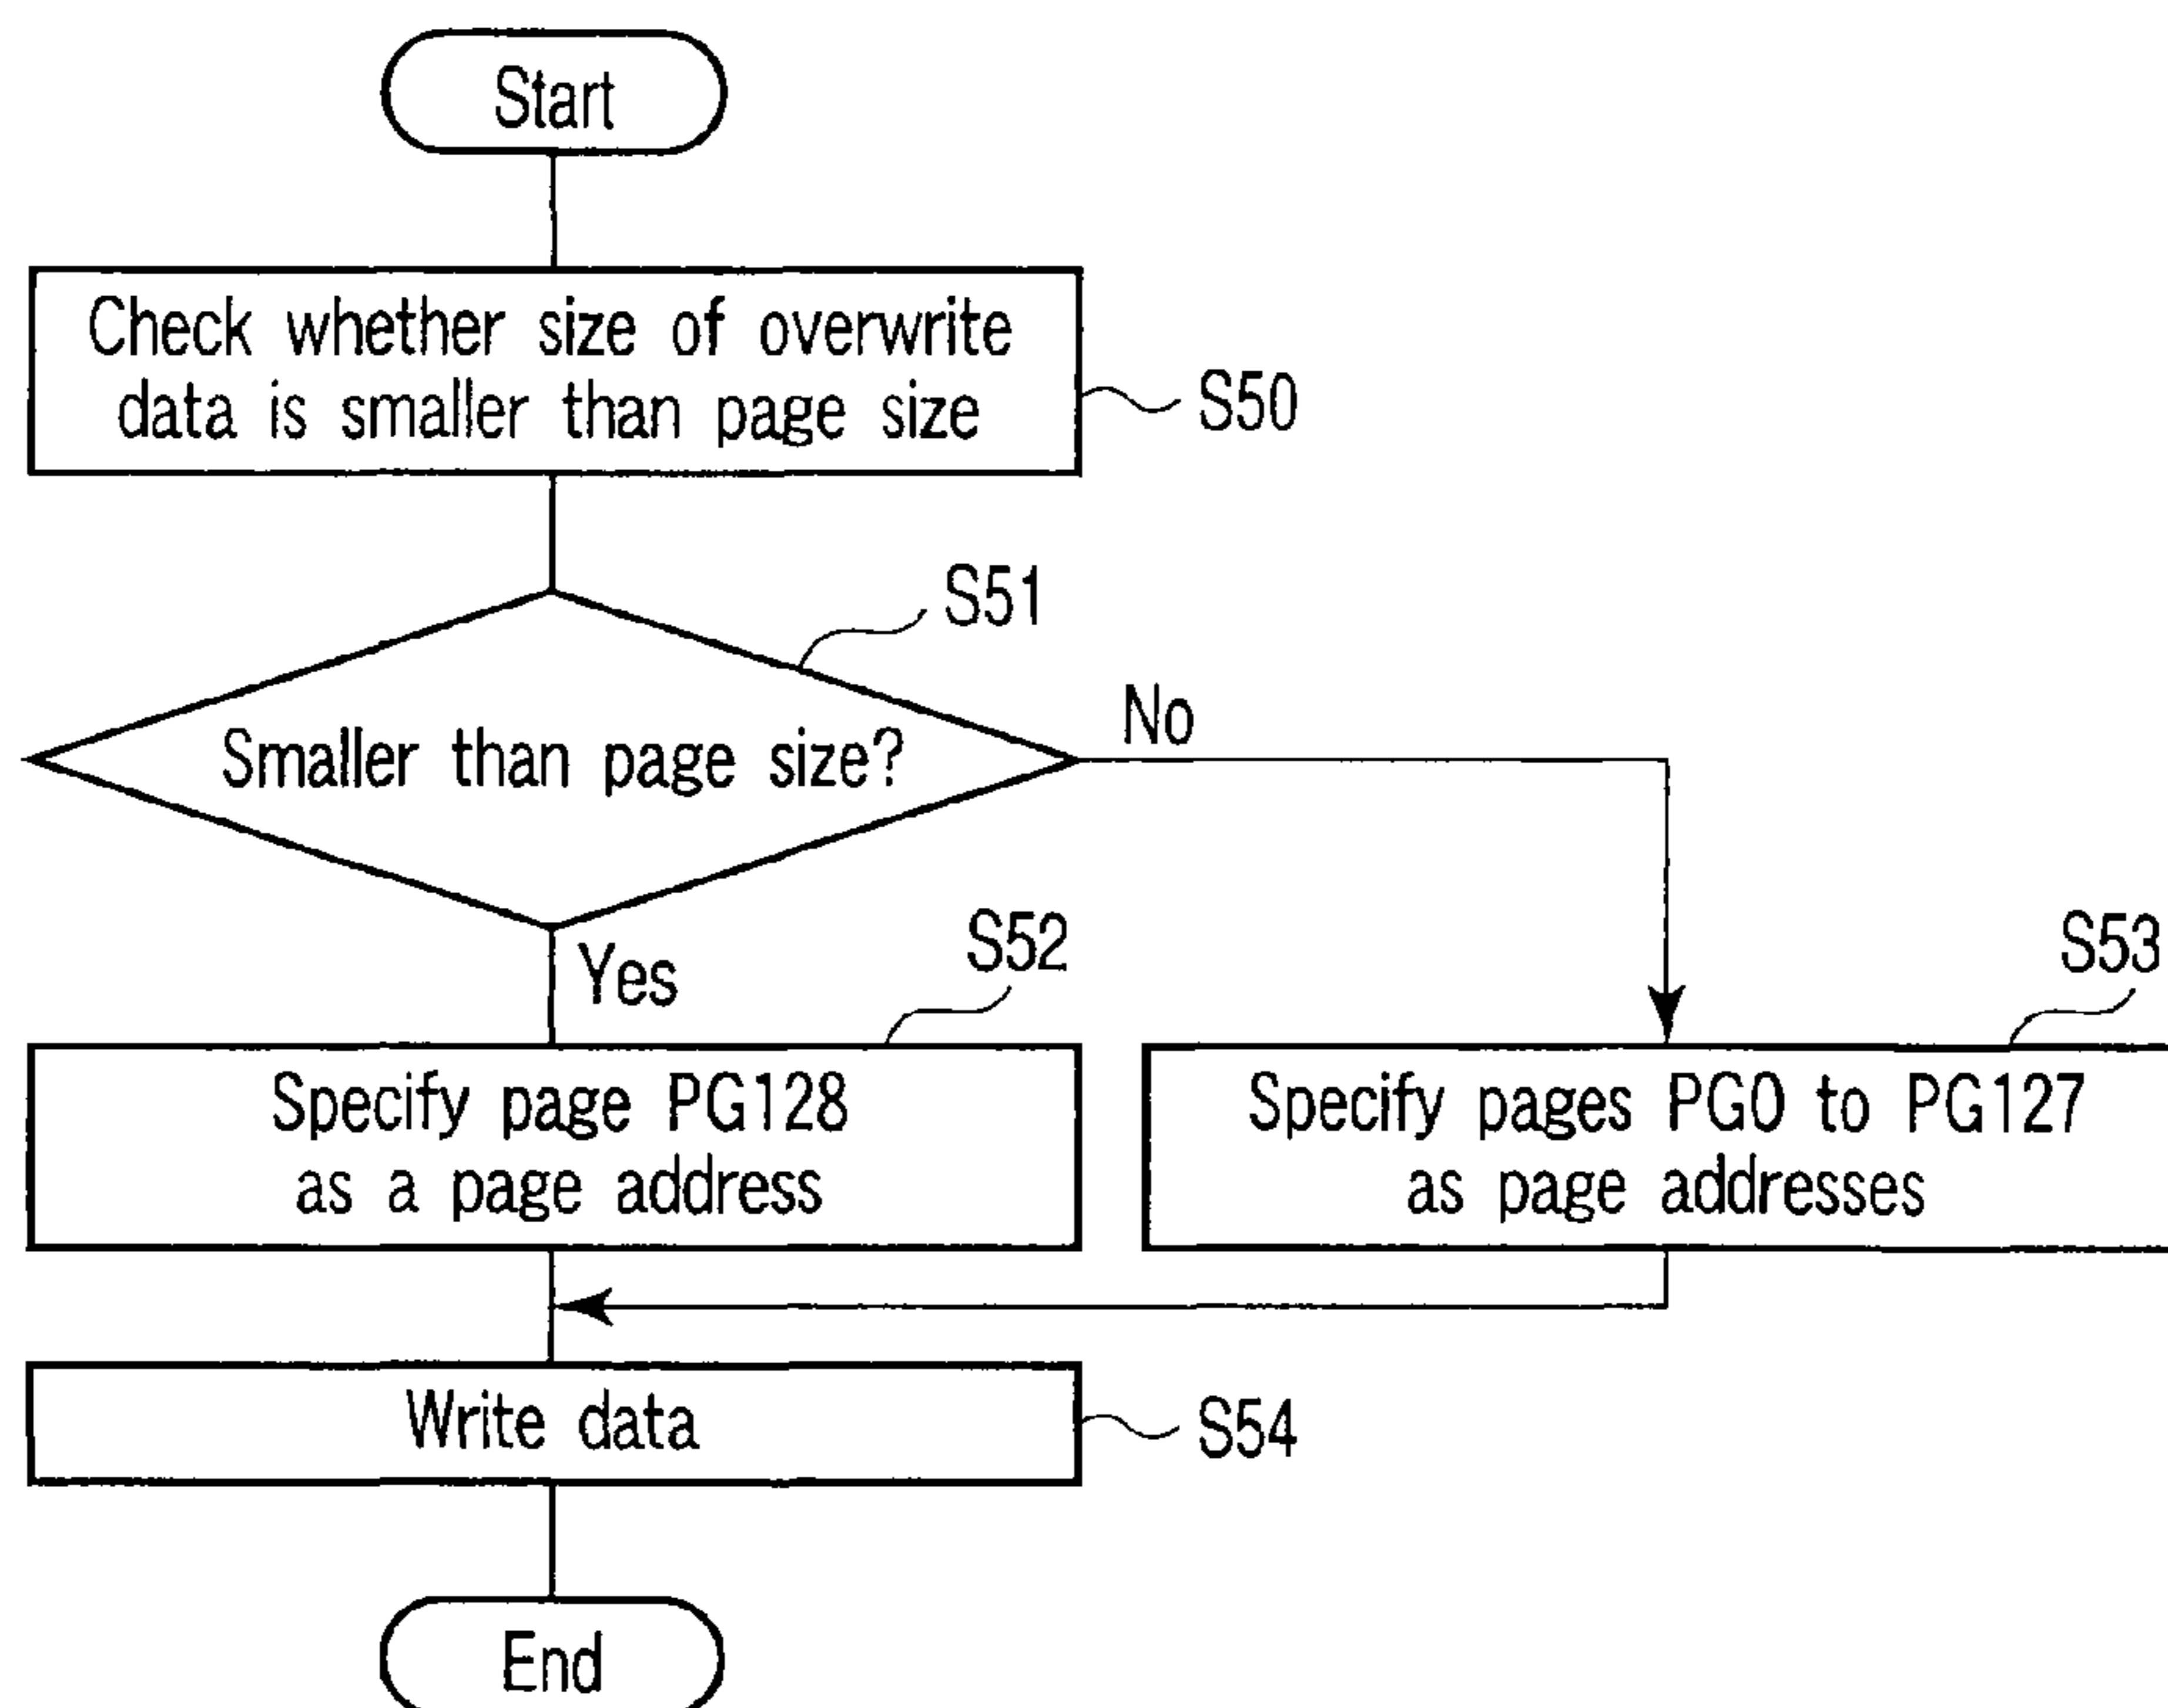 Start
Check whether size of overwrite
data is smaller than page size
S50
S51
Smaller than page size?
No
Yes
S52
S53
Specify page PG128
as a page address
Specify pages PG0 to PG127
as page addresses
Write data
S54
End